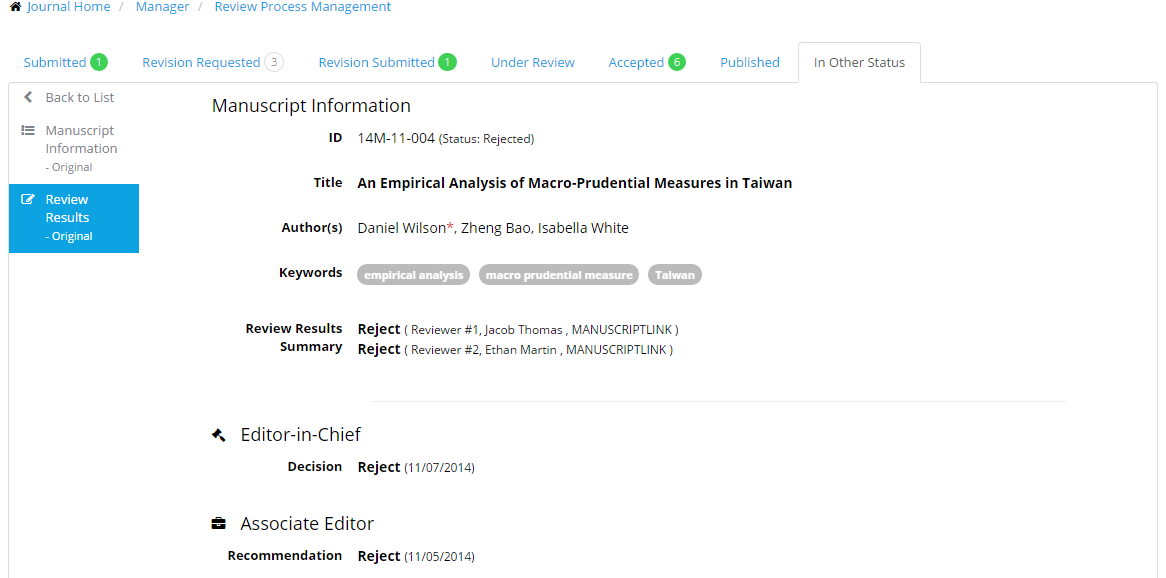 Journal Home / Manager / Review Process Management
Submitted 1 Revision Requested 3 Revision Submitted 1 Under Review Accepted 6 Published In Other Status
Back to List
Manuscript
Information
- Original
Review
Results
- Original
Manuscript Information
ID 14M-11-004 (Status: Rejected)
Title An Empirical Analysis of Macro-Prudential Measures in Taiwan
Author(s) Daniel Wilson*, Zheng Bao, Isabella White
Keywords empirical analysis macro prudential measure Taiwan
Review Results Reject ( Reviewer #1, Jacob Thomas , MANUSCRIPTLINK )
Summary Reject ( Reviewer #2, Ethan Martin , MANUSCRIPTLINK )
Editor-in-Chief
Decision Reject (11/07/2014)
Associate Editor
Recommendation Reject (11/05/2014)